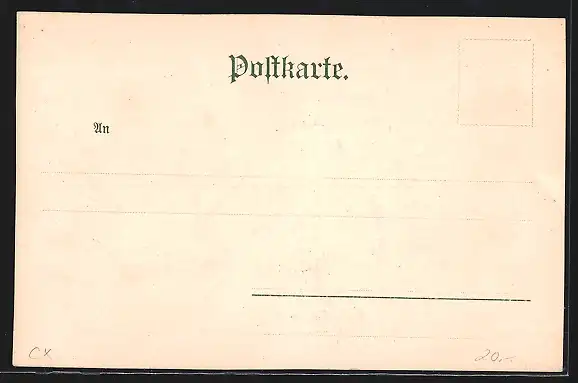 Postkarte.
An
CX
20.-